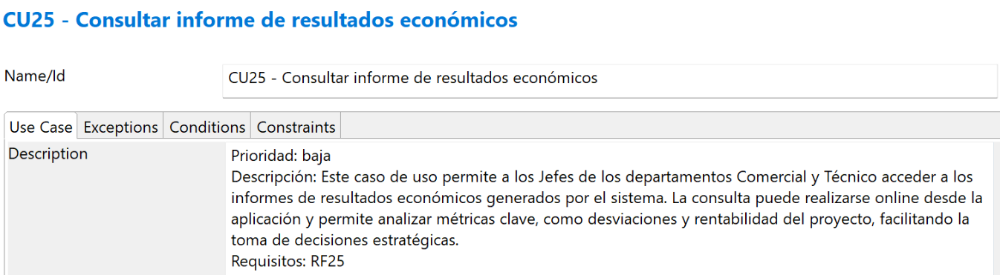 CU25 - Consultar informe de resultados económicos
Name/Id
CU25 - Consultar informe de resultados económicos
Use Case Exceptions Conditions Constraints
Description
Prioridad: baja
Descripción: Este caso de uso permite a los Jefes de los departamentos Comercial y Técnico acceder a los
informes de resultados económicos generados por el sistema. La consulta puede realizarse online desde la
aplicación y permite analizar métricas clave, como desviaciones y rentabilidad del proyecto, facilitando la
toma de decisiones estratégicas.
Requisitos: RF25